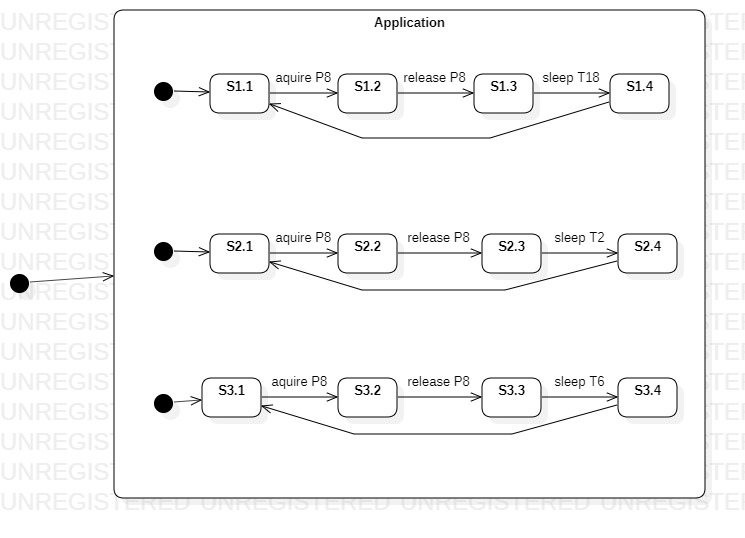 Application
S1.1 aquire P8 S1.2 release P8 S1.3 sleep T18 S1.4
S2.1 aquire P8 S2.2 release P8 S2.3 sleep T2 S2.4
S3.1 aquire P8 S3.2 release P8 S3.3 sleep T6 S3.4
UNREGISTERED UNREGISTERED UNREGISTERED UNREGISTERED